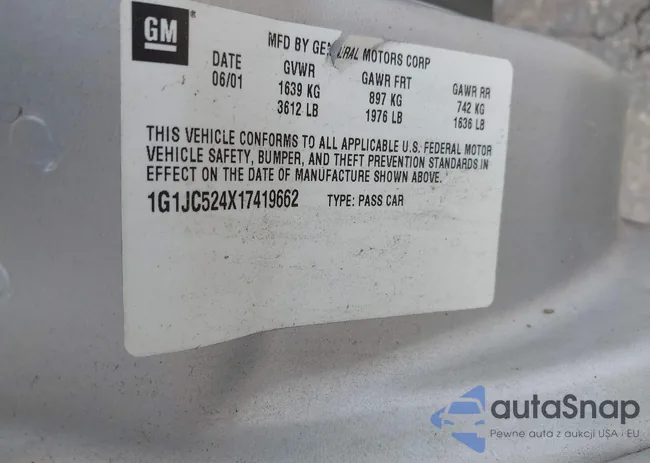 GM
MFD BY GENERAL MOTORS CORP
DATE GVWR GAWR FRT GAWR RR
06/01 1639 KG 897 KG 742 KG
3612 LB 1976 LB 1636 LB
THIS VEHICLE CONFORMS TO ALL APPLICABLE U.S. FEDERAL MOTOR
VEHICLE SAFETY, BUMPER, AND THEFT PREVENTION STANDARDS IN
EFFECT ON THE DATE OF MANUFACTURE SHOWN ABOVE.
1G1JC524X17419662 TYPE: PASS CAR
autoSnap
Pewne auta z aukcji USA i EU